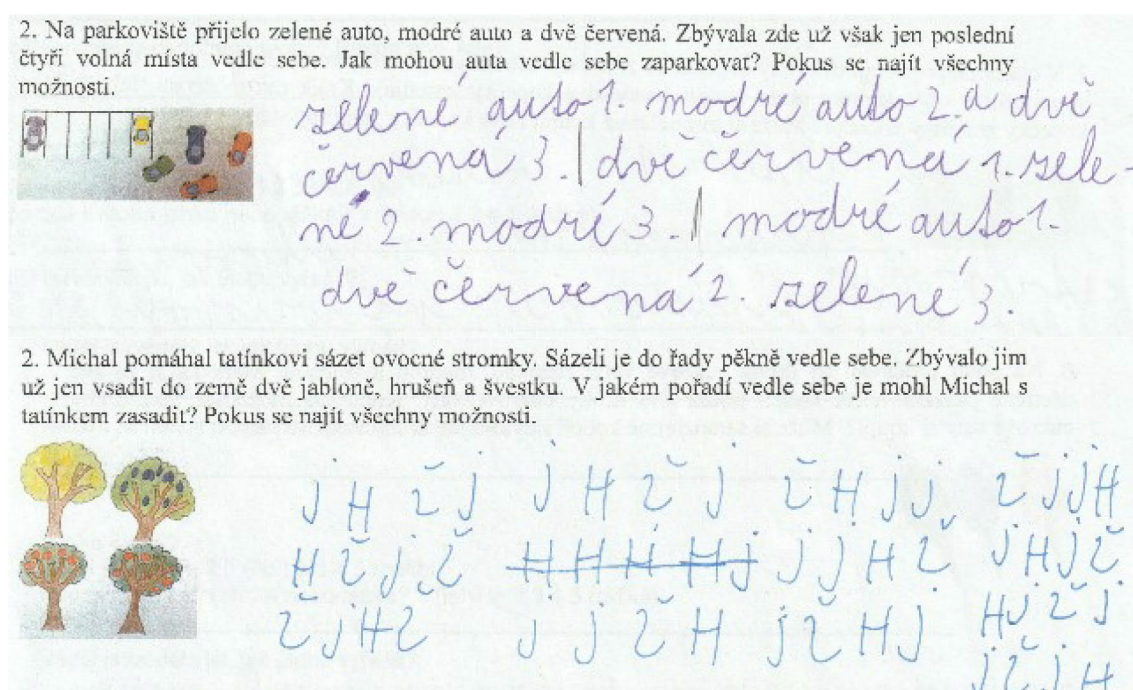 2. Na parkoviště přijelo zelené auto, modré auto a dvě červená. Zbývala zde už však jen poslední
čtyři volná místa vedle sebe. Jak mohou auta vedle sebe zaparkovat? Pokus se najít všechny
možnosti.
zelené auto 1. modré auto 2. a dvě
červená 3. | dvě červená 1. zele-
né 2. modré 3. | modré auto 1.
dvě červená 2. zelené 3.
2. Michal pomáhal tatínkovi sázet ovocné stromky. Sázeli je do řady pěkně vedle sebe. Zbývalo jim
už jen vsadit do země dvě jabloně, hrušeň a švestku. V jakém pořadí vedle sebe je mohl Michal s
tatínkem zasadit? Pokus se najít všechny možnosti.
J H Š J J H Š J Š H J J Š J J H
H Š J Š H H H H J J J H Š J H J Š
Š J H Š J J Š H J Š H J H J Š J
J Š J H